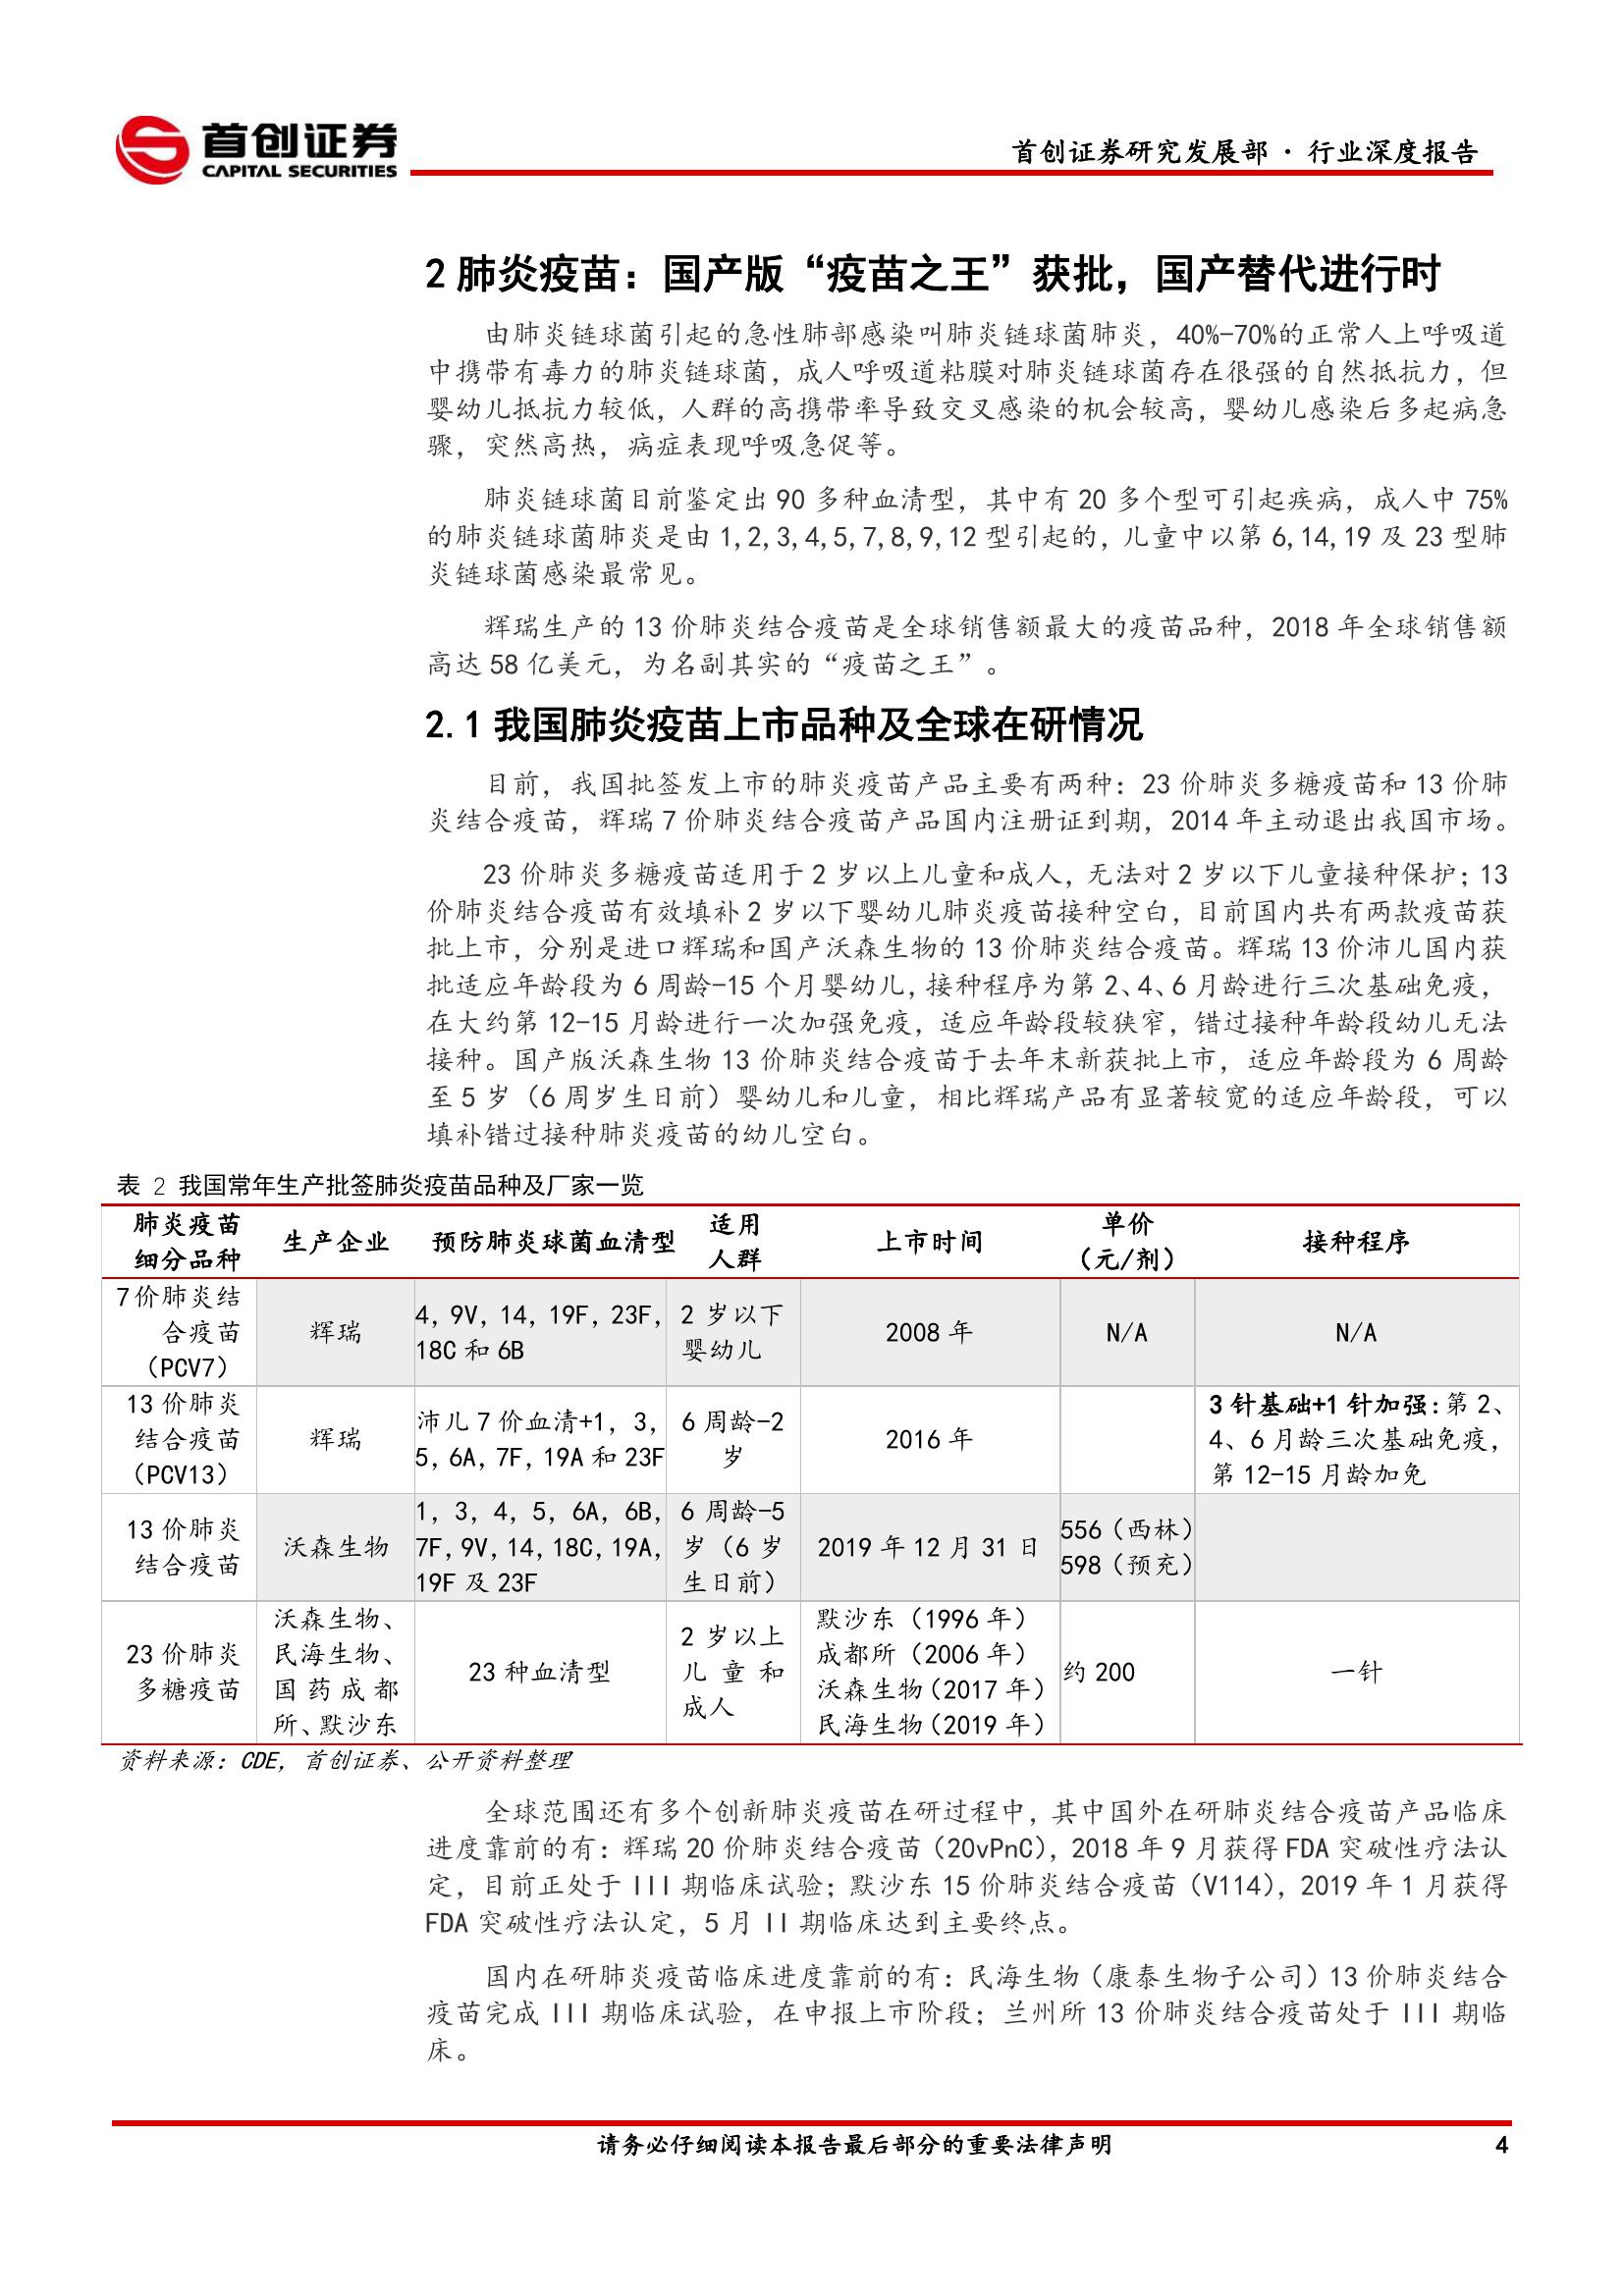 首创证券
CAPITAL SECURITIES
首创证券研究发展部·行业深度报告
2 肺炎疫苗：国产版“疫苗之王”获批，国产替代进行时
由肺炎链球菌引起的急性肺部感染叫肺炎链球菌肺炎，40%-70%的正常人上呼吸道
中携带有毒力的肺炎链球菌，成人呼吸道粘膜对肺炎链球菌存在很强的自然抵抗力，但
婴幼儿抵抗力较低，人群的高携带率导致交叉感染的机会较高，婴幼儿感染后多起病急
骤，突然高热，病症表现呼吸急促等。
肺炎链球菌目前鉴定出 90 多种血清型，其中有 20 多个型可引起疾病，成人中 75%
的肺炎链球菌肺炎是由 1,2,3,4,5,7,8,9,12 型引起的，儿童中以第 6,14,19 及 23 型肺
炎链球菌感染最常见。
辉瑞生产的 13 价肺炎结合疫苗是全球销售额最大的疫苗品种，2018 年全球销售额
高达 58 亿美元，为名副其实的“疫苗之王”。
2.1 我国肺炎疫苗上市品种及全球在研情况
目前，我国批签发上市的肺炎疫苗产品主要有两种：23 价肺炎多糖疫苗和 13 价肺
炎结合疫苗，辉瑞 7 价肺炎结合疫苗产品国内注册证到期，2014 年主动退出我国市场。
23 价肺炎多糖疫苗适用于 2 岁以上儿童和成人，无法对 2 岁以下儿童接种保护；13
价肺炎结合疫苗有效填补 2 岁以下婴幼儿肺炎疫苗接种空白，目前国内共有两款疫苗获
批上市，分别是进口辉瑞和国产沃森生物的 13 价肺炎结合疫苗。辉瑞 13 价沛儿国内获
批适应年龄段为 6 周龄-15 个月婴幼儿，接种程序为第 2、4、6 月龄进行三次基础免疫，
在大约第 12-15 月龄进行一次加强免疫，适应年龄段较狭窄，错过接种年龄段幼儿无法
接种。国产版沃森生物 13 价肺炎结合疫苗于去年末新获批上市，适应年龄段为 6 周龄
至 5 岁（6 周岁生日前）婴幼儿和儿童，相比辉瑞产品有显著较宽的适应年龄段，可以
填补错过接种肺炎疫苗的幼儿空白。
表 2 我国常年生产批签肺炎疫苗品种及厂家一览
肺炎疫苗
细分品种
生产企业
预防肺炎球菌血清型
适用
人群
上市时间
单价
（元/剂）
接种程序
7 价肺炎结
合疫苗
（PCV7）
辉瑞
4, 9V, 14, 19F, 23F,
18C 和 6B
2 岁以下
婴幼儿
2008 年
N/A
N/A
13 价肺炎
结合疫苗
（PCV13）
辉瑞
沛儿 7 价血清+1, 3,
5, 6A, 7F, 19A 和 23F
6 周龄-2
岁
2016 年
3 针基础+1 针加强：第 2、
4、6 月龄三次基础免疫，
第 12-15 月龄加免
13 价肺炎
结合疫苗
沃森生物
1, 3, 4, 5, 6A, 6B,
7F, 9V, 14, 18C, 19A,
19F 及 23F
6 周龄-5
岁（6 岁
生日前）
2019 年 12 月 31 日
556（西林）
598（预充）
23 价肺炎
多糖疫苗
沃森生物、
民海生物、
国药成都
所、默沙东
23 种血清型
2 岁以上
儿童和
成人
默沙东（1996 年）
成都所（2006 年）
沃森生物（2017 年）
民海生物（2019 年）
约 200
一针
资料来源：CDE，首创证券、公开资料整理
全球范围还有多个创新肺炎疫苗在研过程中，其中国外在研肺炎结合疫苗产品临床
进度靠前的有：辉瑞 20 价肺炎结合疫苗（20vPnC），2018 年 9 月获得 FDA 突破性疗法认
定，目前正处于 III 期临床试验；默沙东 15 价肺炎结合疫苗（V114），2019 年 1 月获得
FDA 突破性疗法认定，5 月 II 期临床达到主要终点。
国内在研肺炎疫苗临床进度靠前的有：民海生物（康泰生物子公司）13 价肺炎结合
疫苗完成 III 期临床试验，在申报上市阶段；兰州所 13 价肺炎结合疫苗处于 III 期临
床。
请务必仔细阅读本报告最后部分的重要法律声明
4